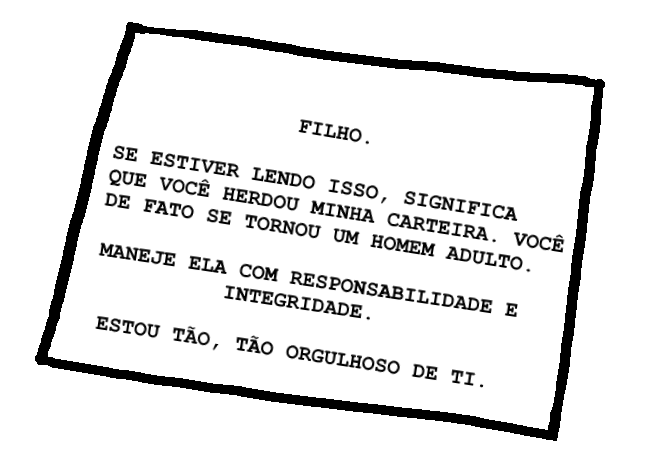 FILHO.
SE ESTIVER LENDO ISSO, SIGNIFICA
QUE VOCÊ HERDOU MINHA CARTEIRA. VOCÊ
DE FATO SE TORNOU UM HOMEM ADULTO.
MANEJE ELA COM RESPONSABILIDADE E
INTEGRIDADE.
ESTOU TÃO, TÃO ORGULHOSO DE TI.